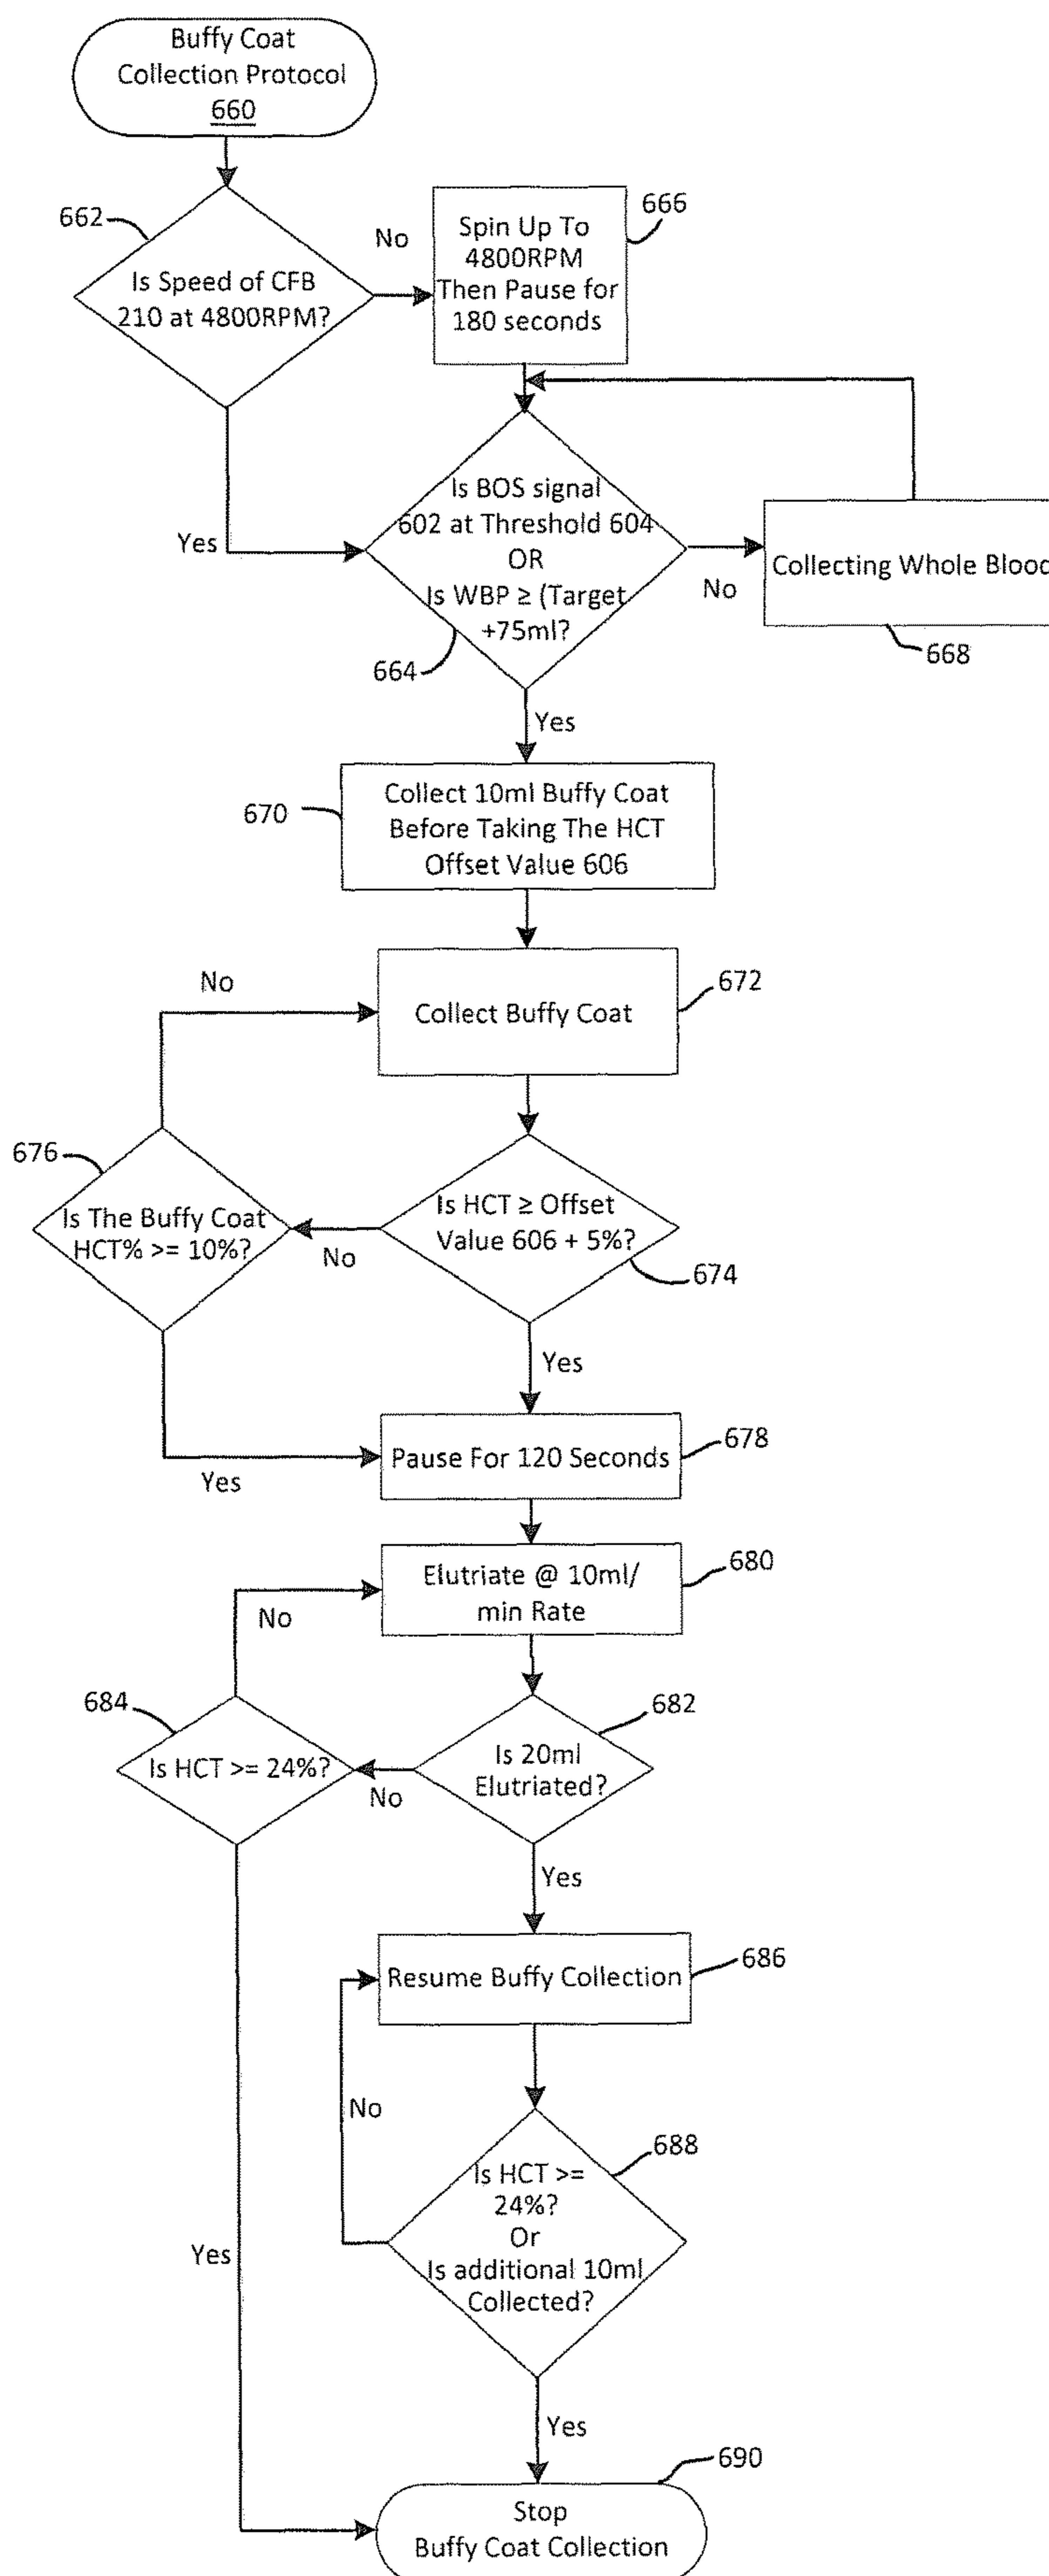 Buffy Coat
Collection Protocol
660
662
Is Speed of CFB
210 at 4800RPM?
No
Spin Up To
4800RPM
Then Pause for
180 seconds
666
Yes
Is BOS signal
602 at Threshold 604
OR
Is WBP ≥ (Target
+75ml?
664
No
Collecting Whole Blood
668
Yes
670
Collect 10ml Buffy Coat
Before Taking The HCT
Offset Value 606
No
Collect Buffy Coat
672
676
Is The Buffy Coat
HCT% >= 10%?
No
Is HCT ≥ Offset
Value 606 + 5%?
674
Yes
Yes
Pause For 120 Seconds
678
No
Elutriate @ 10ml/
min Rate
680
684
Is HCT >= 24%?
No
Is 20ml
Elutriated?
682
Yes
Resume Buffy Collection
686
No
Is HCT >=
24%?
Or
Is additional 10ml
Collected?
688
Yes
Yes
690
Stop
Buffy Coat Collection